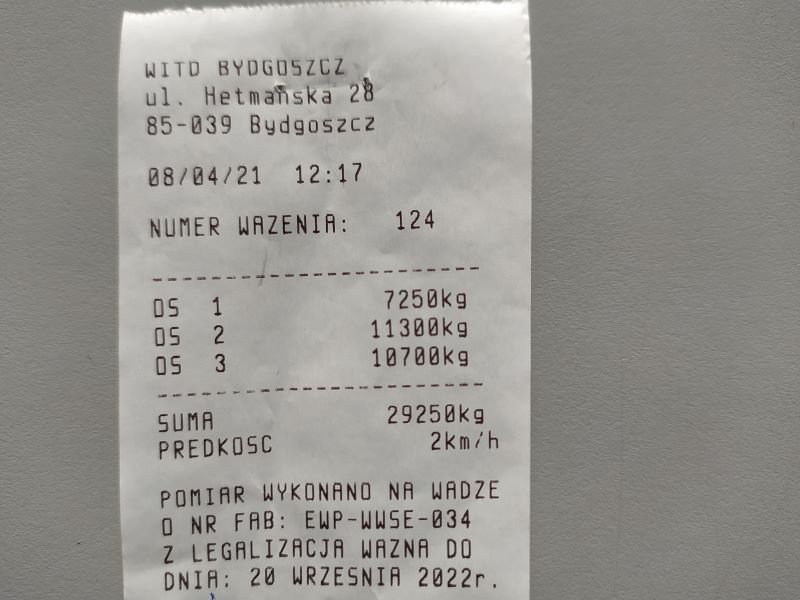 WITD BYDGOSZCZ
ul. Hetmańska 28
85-039 Bydgoszcz
08/04/21 12:17
NUMER WAZENIA: 124
--------------------------
OS 1 7250kg
OS 2 11300kg
OS 3 10700kg
--------------------------
SUMA 29250kg
PREDKOSC 2km/h
POMIAR WYKONANO NA WADZE
O NR FAB: EWP-WWSE-034
Z LEGALIZACJA WAZNA DO
DNIA: 20 WRZESNIA 2022r.